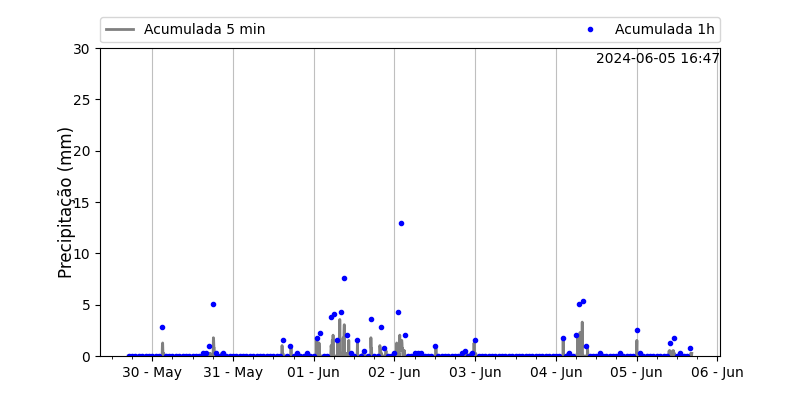 Acumulada 5 min Acumulada 1h
2024-06-05 16:47
Precipitação (mm)
30
25
20
15
10
5
0
30 - May 31 - May 01 - Jun 02 - Jun 03 - Jun 04 - Jun 05 - Jun 06 - Jun